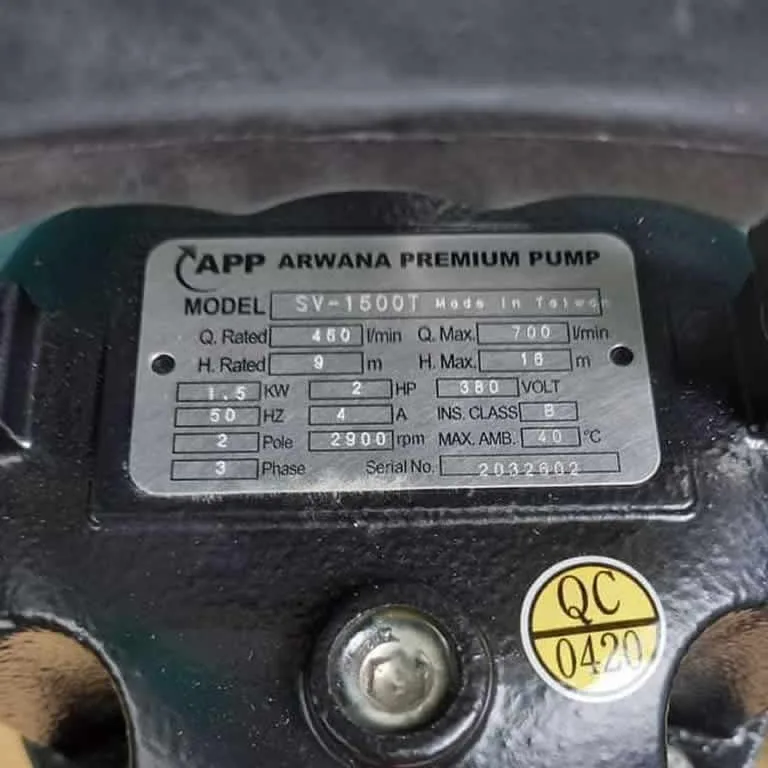 APP ARWANA PREMIUM PUMP
MODEL SV-1500T Made in Taiwan
Q. Rated 460 l/min Q. Max. 700 l/min
H. Rated 9 m H. Max. 16 m
1.5 KW 2 HP 380 VOLT
50 HZ 4 A INS. CLASS B
2 Pole 2900 rpm MAX. AMB. 40 °C
3 Phase Serial No. 2032602
QC
0420